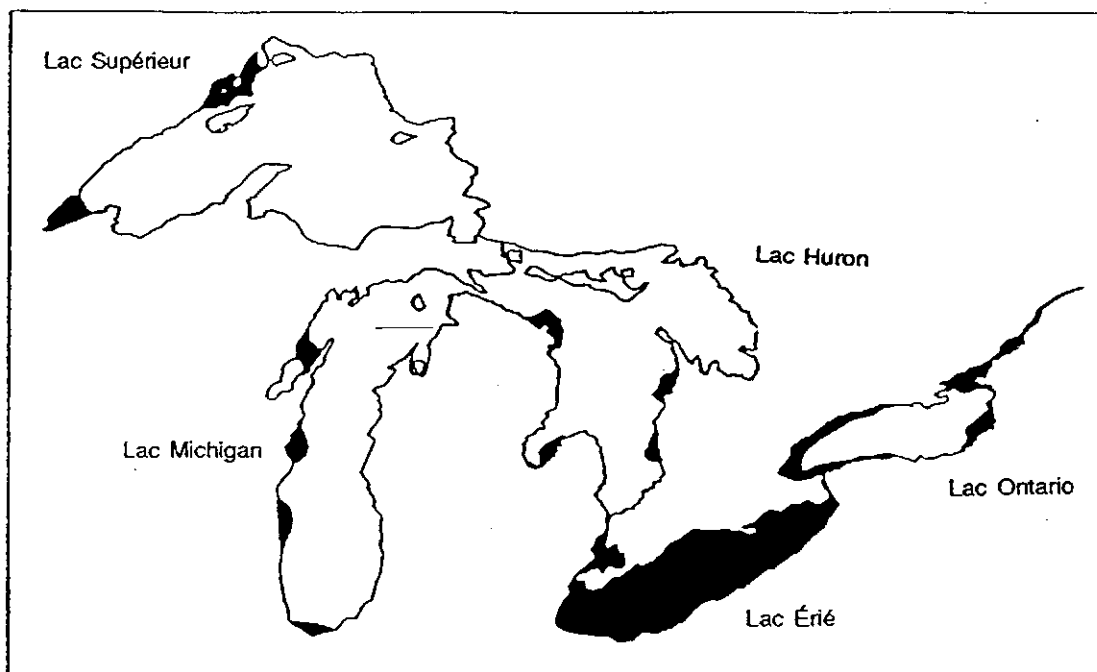 Lac Supérieur
Lac Huron
Lac Michigan
Lac Ontario
Lac Érié